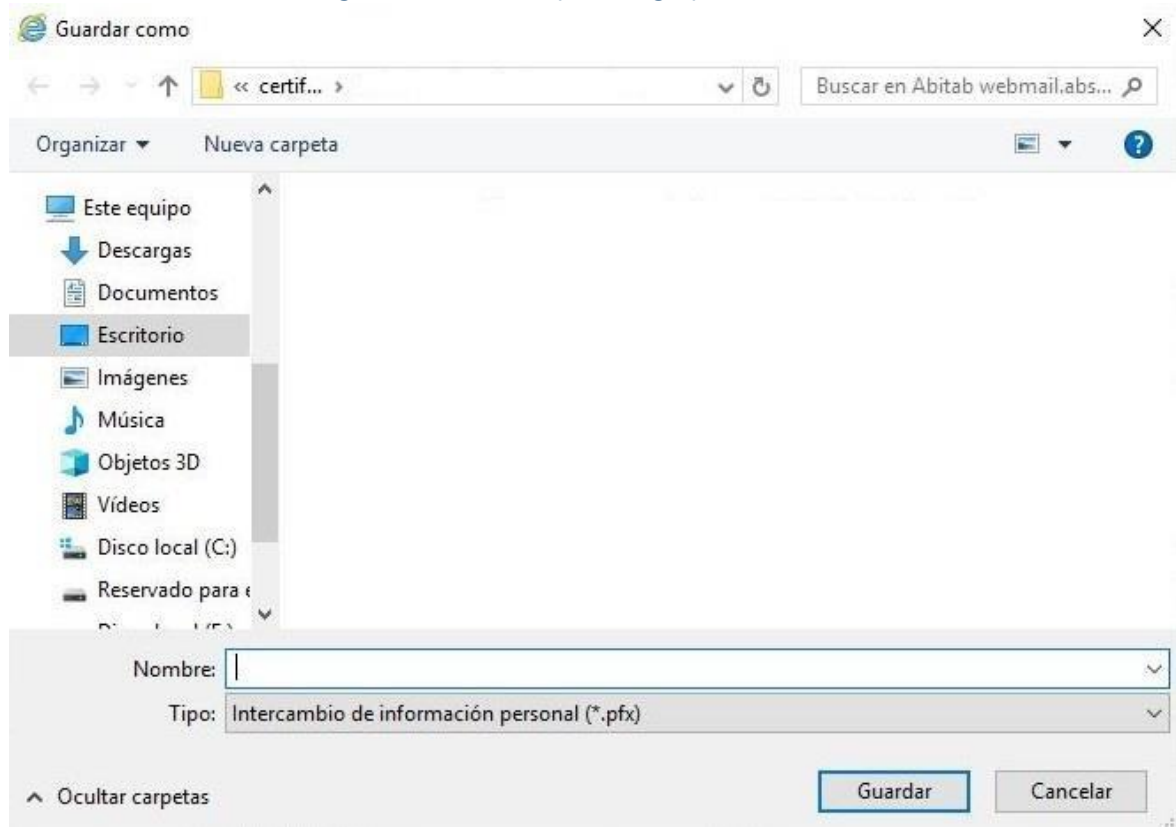 Guardar como
« certif... ›
Buscar en Abitab webmail.abs...
Organizar
Nueva carpeta
Este equipo
Descargas
Documentos
Escritorio
Imágenes
Música
Objetos 3D
Vídeos
Disco local (C:)
Reservado para
Nombre:
Tipo: Intercambio de información personal (*.pfx)
Ocultar carpetas
Guardar
Cancelar